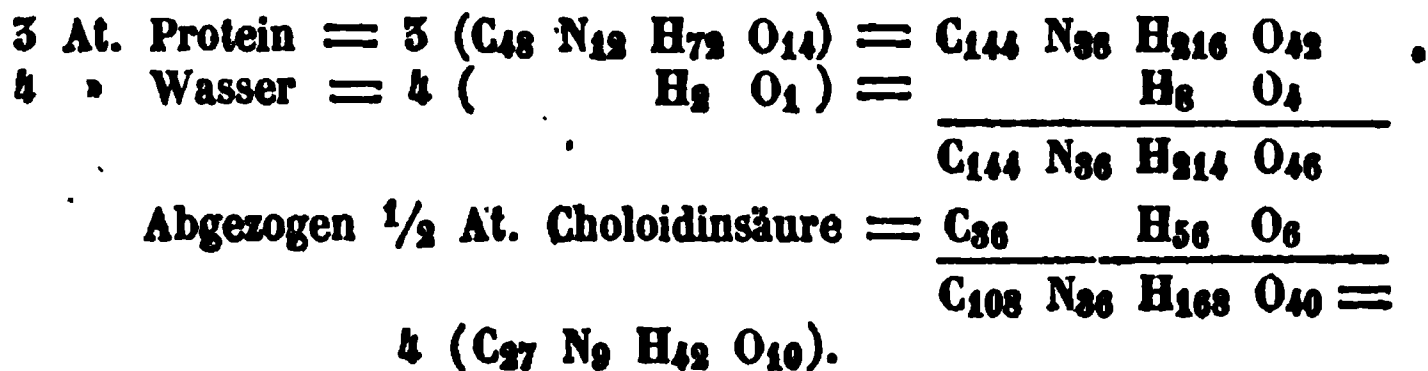 3 At. Protein = 3 (C₄₈ N₁₂ H₇₂ O₁₄) = C₁₄₄ N₃₆ H₂₁₆ O₄₂
4 » Wasser = 4 ( H₂ O₁ ) = H₈ O₄
C₁₄₄ N₃₆ H₂₁₄ O₄₆
Abgezogen ½ At. Choloidinsäure = C₃₆ H₅₆ O₆
C₁₀₈ N₃₆ H₁₆₈ O₄₀ =
4 (C₂₇ N₉ H₄₂ O₁₀).